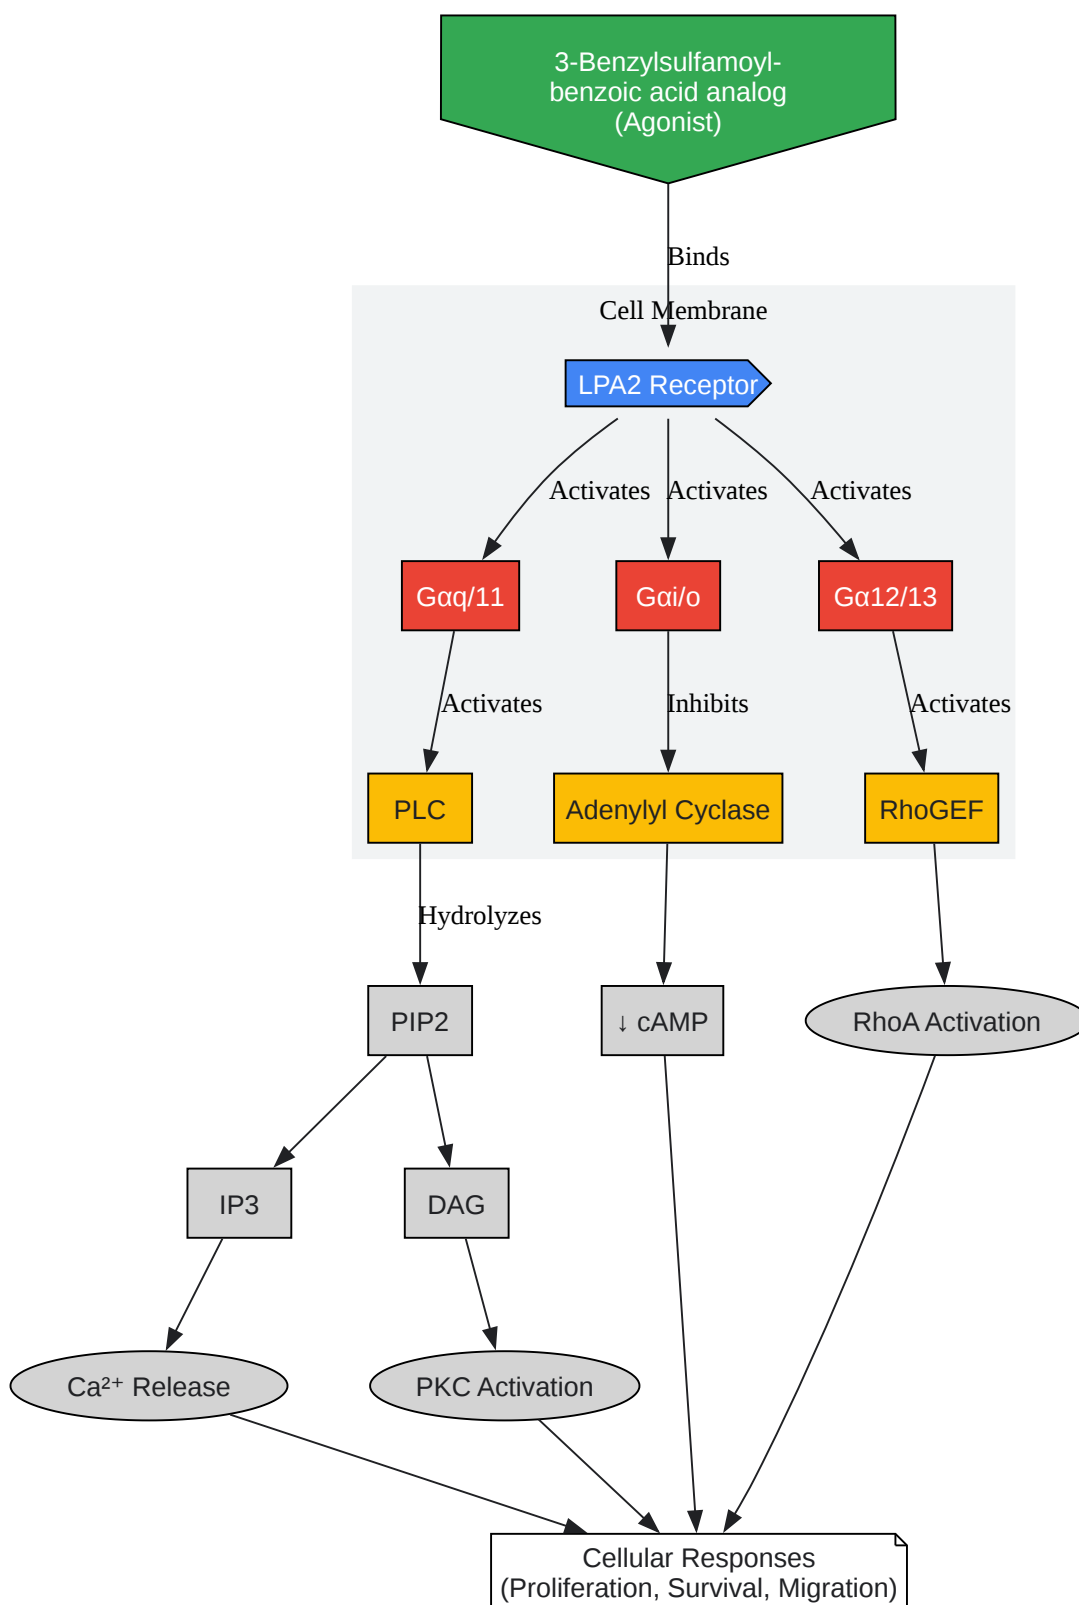 3-Benzylsulfamoyl-
benzoic acid analog
(Agonist)
Binds
Cell Membrane
LPA2 Receptor
Activates
Activates
Activates
Gαq/11
Gαi/o
Gα12/13
Activates
Inhibits
Activates
PLC
Adenylyl Cyclase
RhoGEF
Hydrolyzes
PIP2
↓ cAMP
RhoA Activation
IP3
DAG
Ca²⁺ Release
PKC Activation
Cellular Responses
(Proliferation, Survival, Migration)